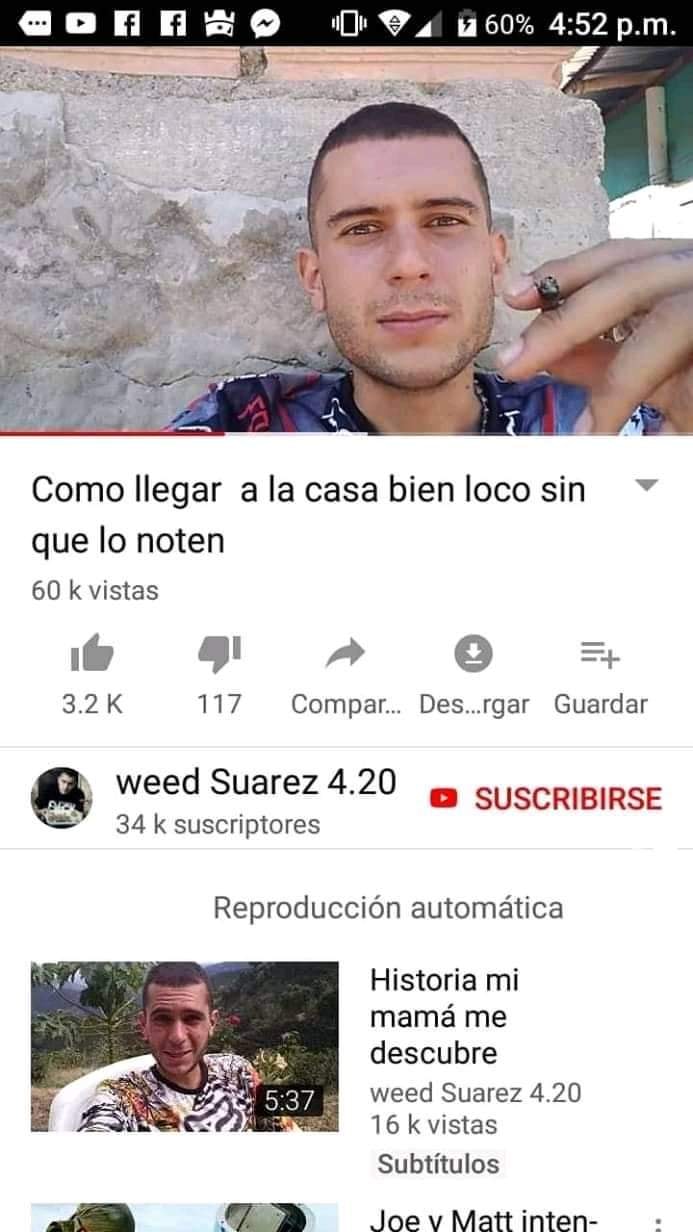 60% 4:52 p.m.
Como llegar a la casa bien loco sin
que lo noten
60 k vistas
3.2 K 117 Compar... Des...rgar Guardar
weed Suarez 4.20
34 k suscriptores
SUSCRIBIRSE
Reproducción automática
Historia mi
mamá me
descubre
5:37
weed Suarez 4.20
16 k vistas
Subtítulos
Joe y Matt inten-